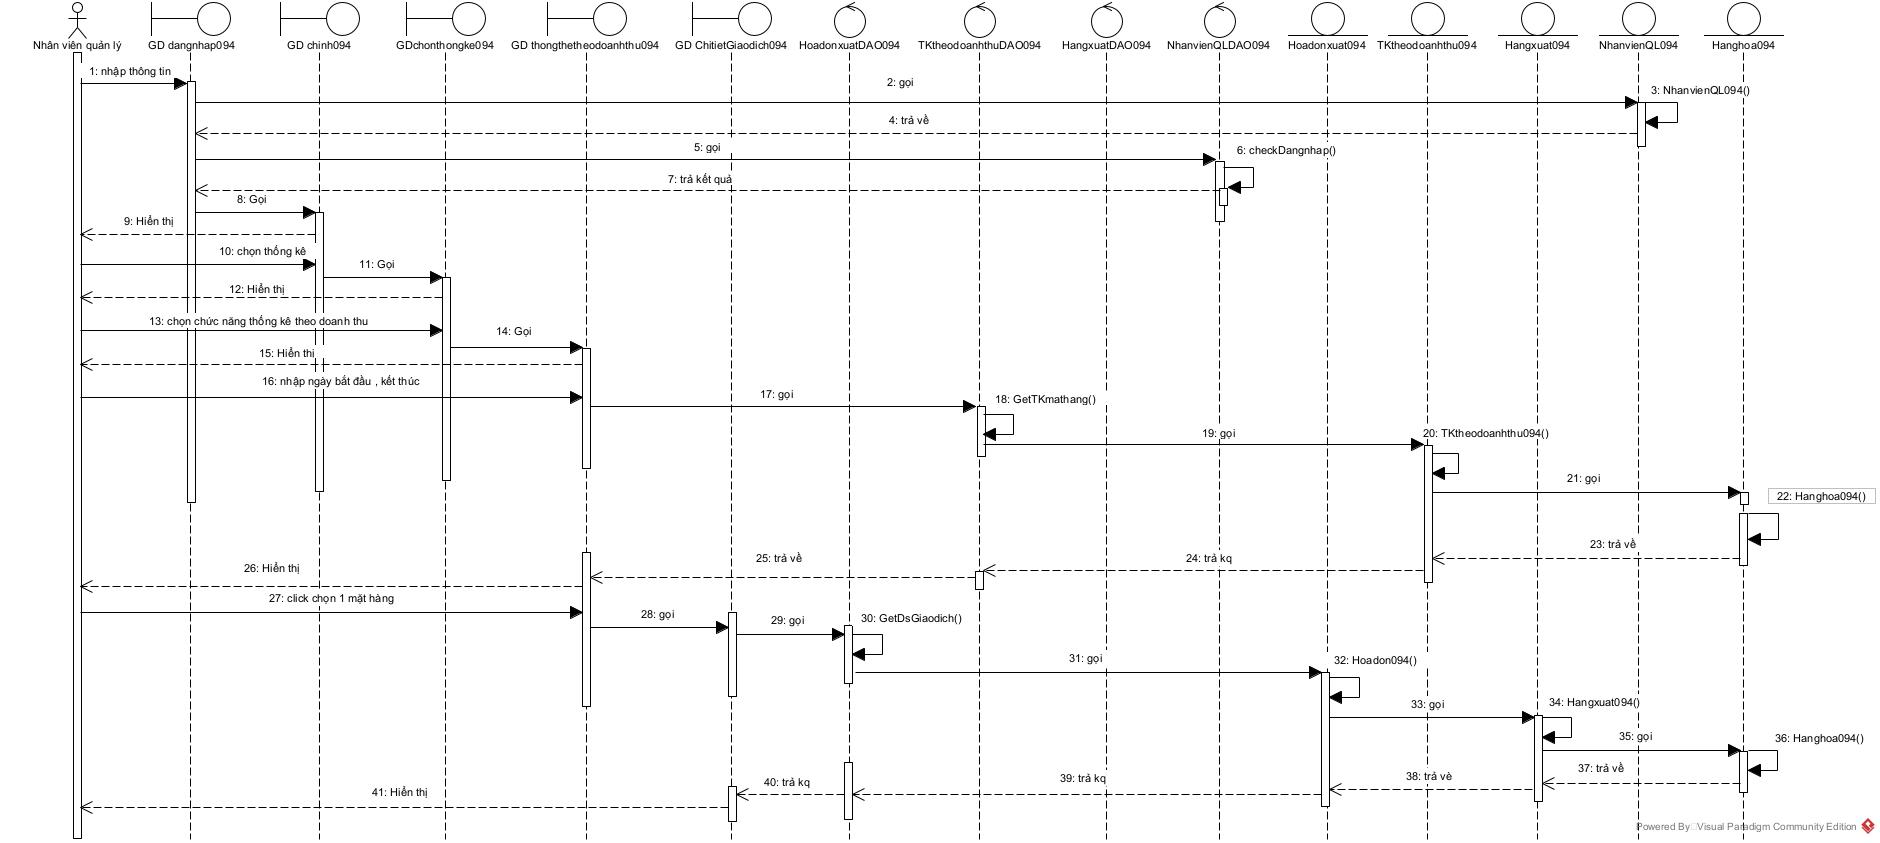 Nhân viên quản lý
GD dangnhap094
GD chinh094
GDchonthongke094
GD thongthetheodoanhthu094
GD ChitietGiaodich094
HoadonxuatDAO094
TKtheodoanhthuDAO094
HangxuatDAO094
NhanvienQLDAO094
Hoadonxuat094
TKtheodoanhthu094
Hangxuat094
NhanvienQL094
Hanghoa094
1: nhập thông tin
2: gọi
3: NhanvienQL094()
4: trả về
5: gọi
6: checkDangnhap()
7: trả kết quả
8: Gọi
9: Hiển thị
10: chọn thống kê
11: Gọi
12: Hiển thị
13: chọn chức năng thống kê theo doanh thu
14: Gọi
15: Hiển thị
16: nhập ngày bắt đầu , kết thúc
17: gọi
18: GetTKmathang()
19: gọi
20: TKtheodoanhthu094()
21: gọi
22: Hanghoa094()
23: trả về
24: trả kq
25: trả về
26: Hiển thị
27: click chọn 1 mặt hàng
28: gọi
29: gọi
30: GetDsGiaodich()
31: gọi
32: Hoadon094()
33: gọi
34: Hangxuat094()
35: gọi
36: Hanghoa094()
37: trả về
38: trả vè
39: trả kq
40: trả kq
41: Hiển thị
Powered By Visual Paradigm Community Edition